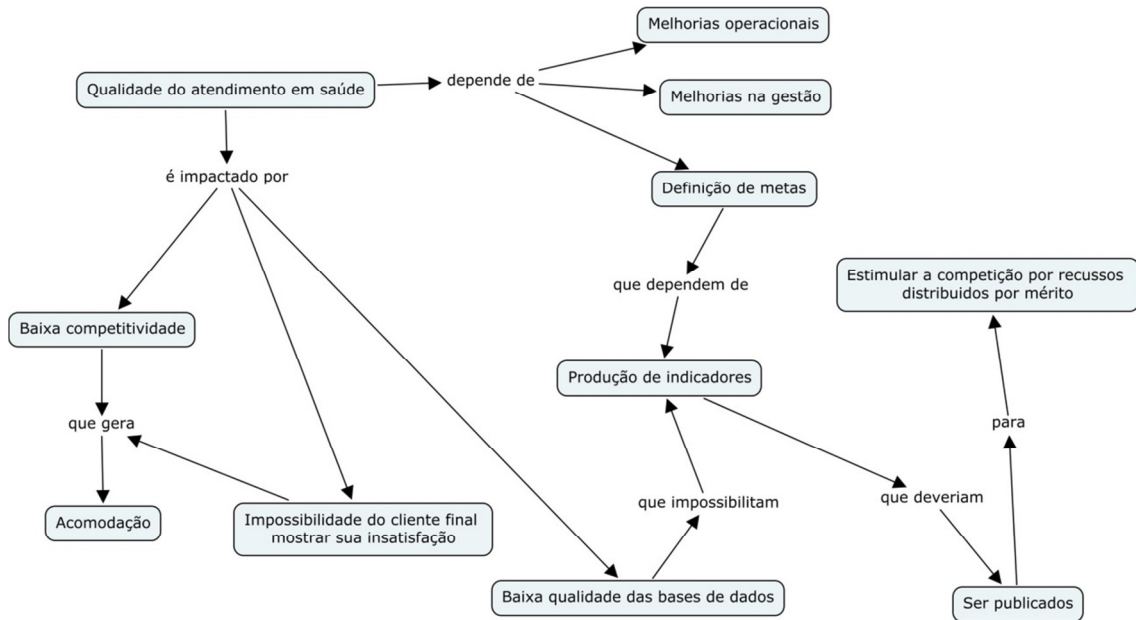 Melhorias operacionais
Qualidade do atendimento em saúde
depende de
Melhorias na gestão
é impactado por
Definição de metas
que dependem de
Estimular a competição por recussos
distribuidos por mérito
Baixa competitividade
Produção de indicadores
que gera
para
que impossibilitam
que deveriam
Acomodação
Impossibilidade do cliente final
mostrar sua insatisfação
Baixa qualidade das bases de dados
Ser publicados